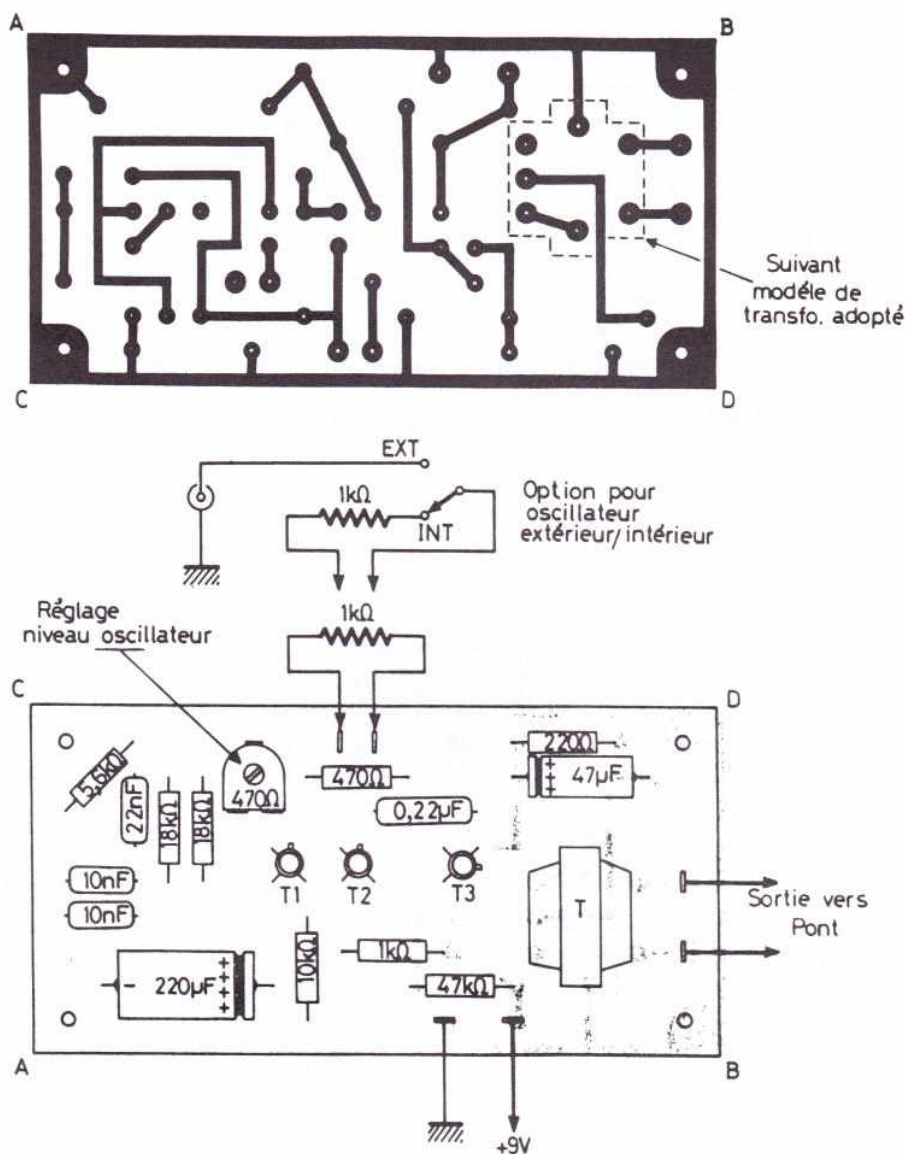 A
B
Suivant
modéle de
transfo. adopté
C
D
EXT
1kΩ
INT
Option pour
oscillateur
extérieur/intérieur
1kΩ
Réglage
niveau oscillateur
C
D
5,6kΩ
22nF
18kΩ
18kΩ
470Ω
470Ω
0,22µF
220Ω
+
+
+
47µF
10nF
10nF
T1
T2
T3
T
Sortie vers
Pont
- 220µF
+
+
+
+
10kΩ
1kΩ
47kΩ
A
B
+9V